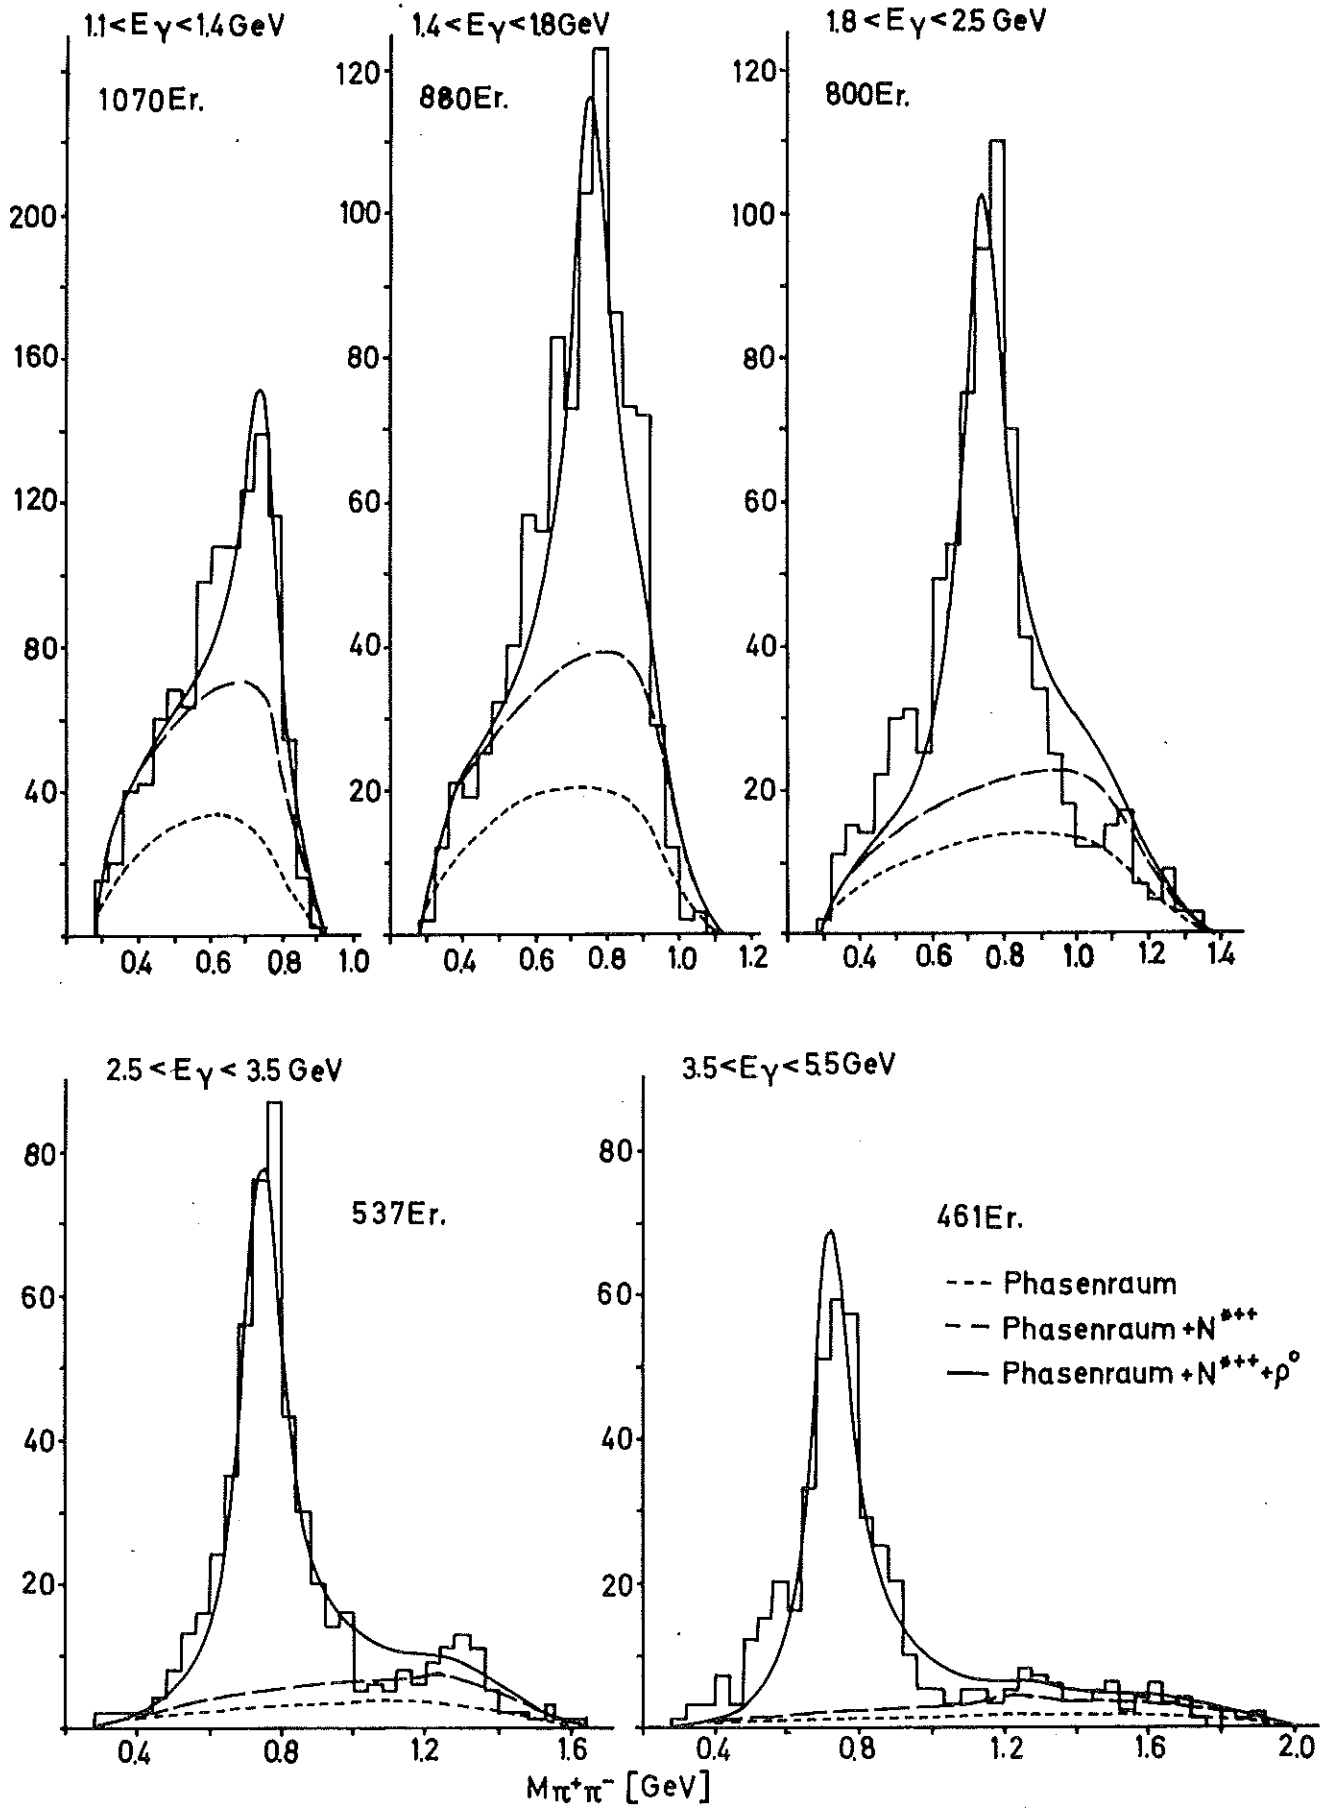 1.1<Eγ<1.4GeV
1070Er.
200
160
120
80
40
0.4 0.6 0.8 1.0
1.4<Eγ<1.8GeV
880Er.
120
100
80
60
40
20
0.4 0.6 0.8 1.0 1.2
1.8<Eγ<2.5GeV
800Er.
120
100
80
60
40
20
0.4 0.6 0.8 1.0 1.2 1.4
2.5<Eγ<3.5 GeV
537Er.
80
60
40
20
0.4 0.8 1.2 1.6
3.5<Eγ<5.5GeV
461Er.
--- Phasenraum
— — Phasenraum+N*++
—— Phasenraum+N*+++ρ°
80
60
40
20
0.4 0.8 1.2 1.6 2.0
Mπ+π- [GeV]